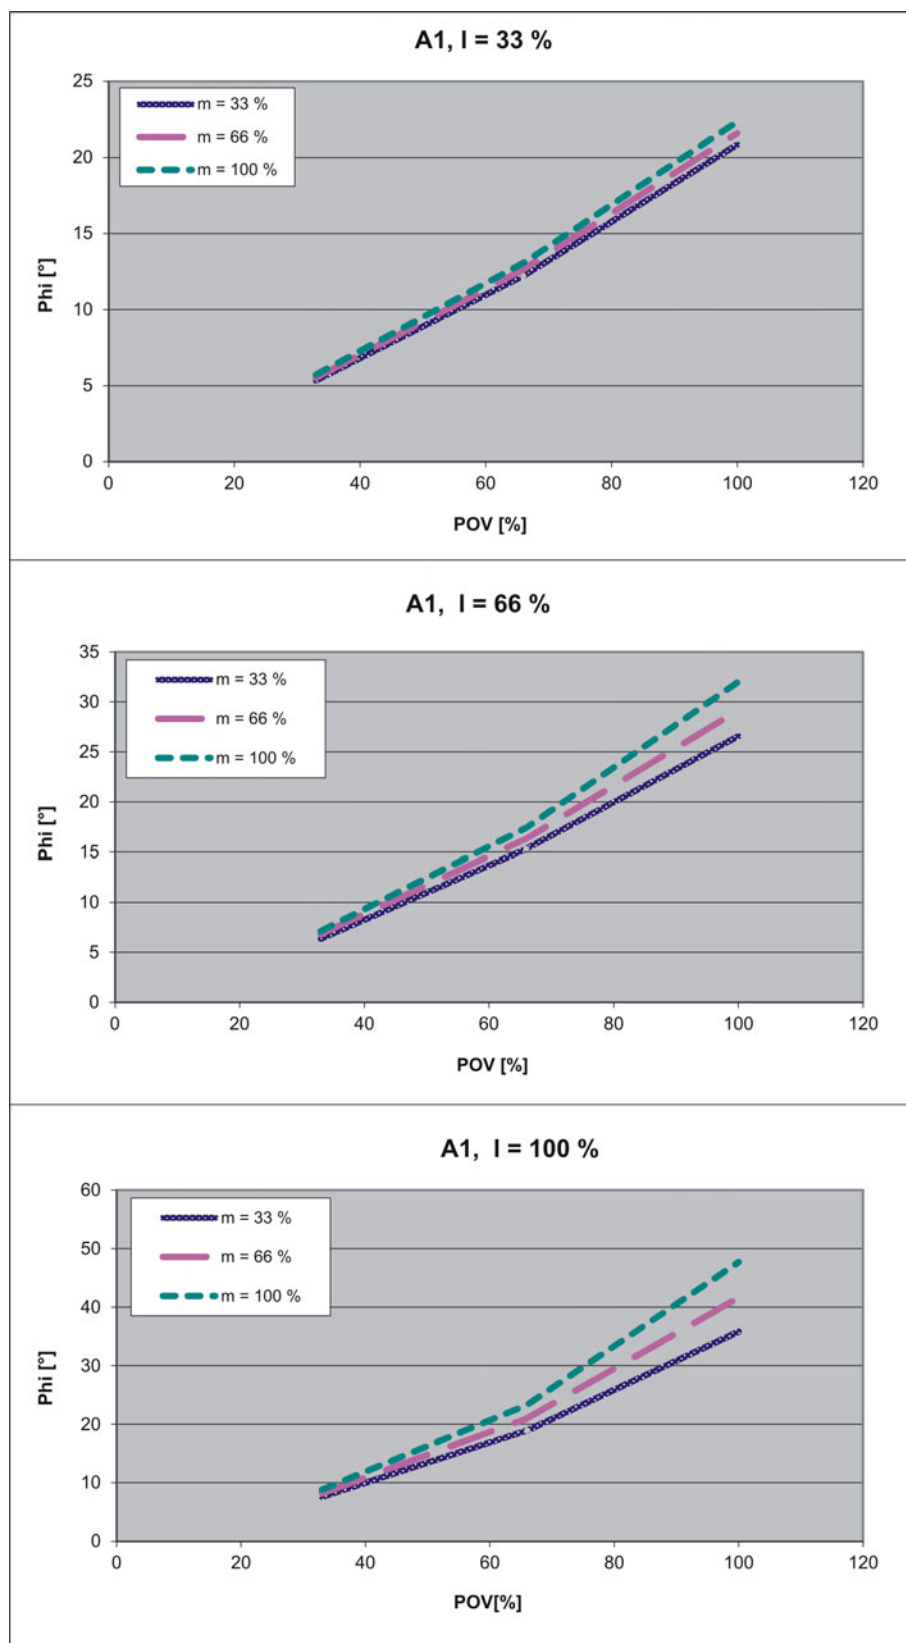 A1, I = 33 %
25
20
15
10
5
0
m = 33 %
m = 66 %
m = 100 %
Phi [°]
0 20 40 60 80 100 120
POV [%]
A1, I = 66 %
35
30
25
20
15
10
5
0
m = 33 %
m = 66 %
m = 100 %
Phi [°]
0 20 40 60 80 100 120
POV [%]
A1, I = 100 %
60
50
40
30
20
10
0
m = 33 %
m = 66 %
m = 100 %
Phi [°]
0 20 40 60 80 100 120
POV[%]